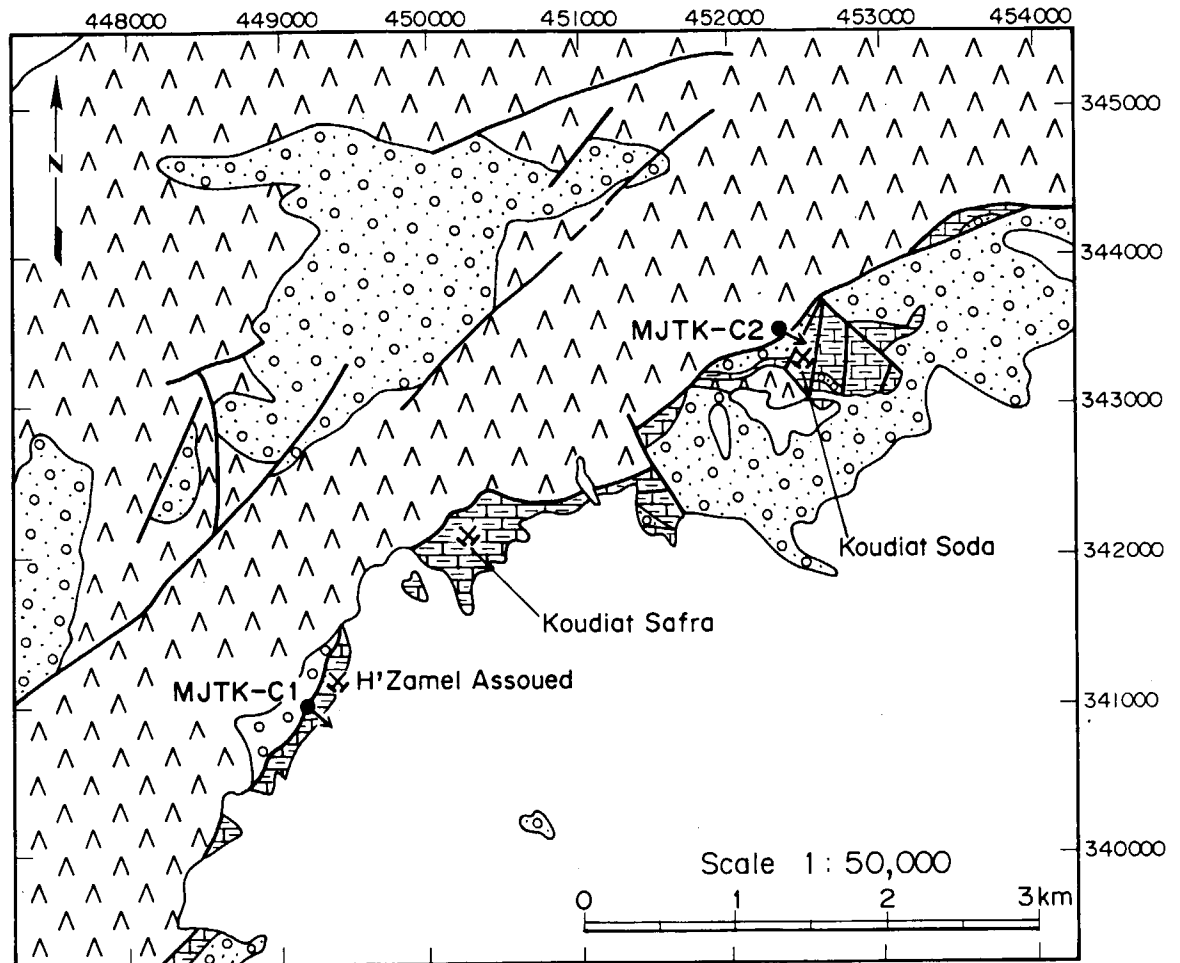 448000 449000 450000 451000 452000 453000 454000
345000
N
344000
MJTK-C2
343000
Koudiat Soda
342000
Koudiat Safra
H'Zamel Assoued
MJTK-C1
341000
Scale 1 : 50,000
340000
0 1 2 3km